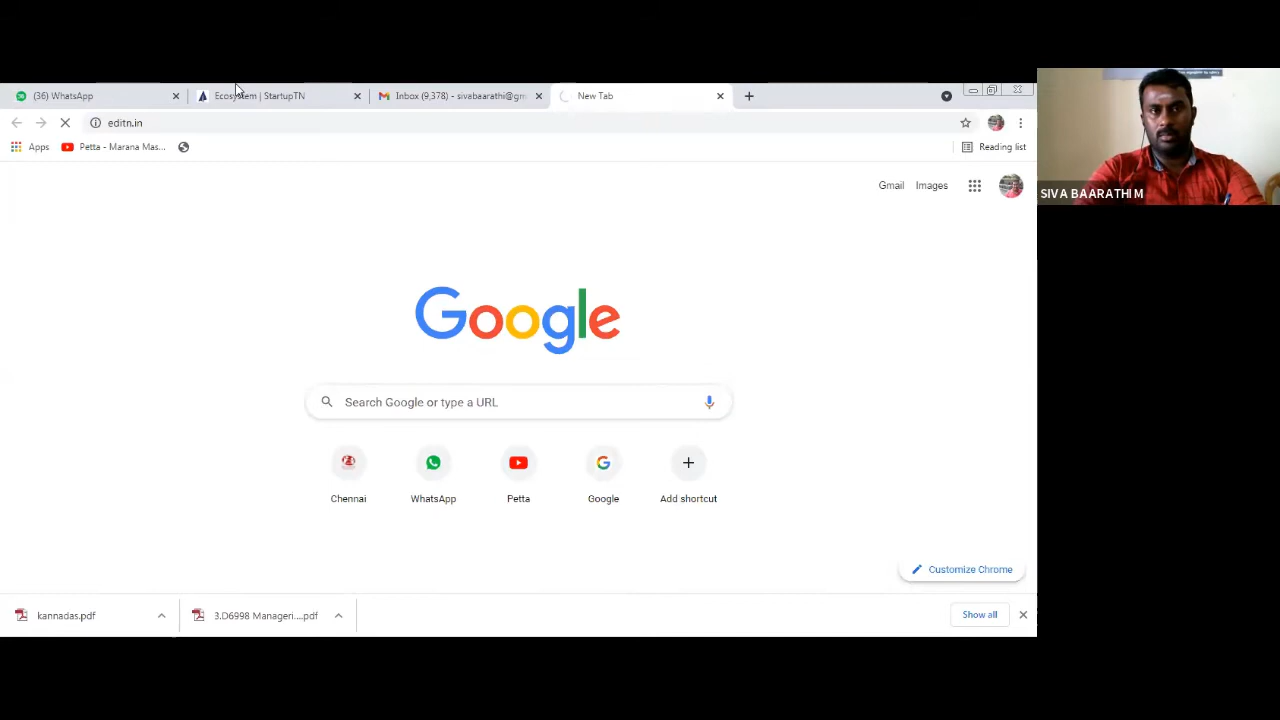 (36) WhatsApp
Ecosystem | StartupTN
Inbox (9,378) - sivabaarathi@gm
New Tab
editn.in
Apps
Petta - Marana Mas...
Reading list
Gmail
Images
SIVA BAARATHI M
Google
Search Google or type a URL
Chennai
WhatsApp
Petta
Google
Add shortcut
Customize Chrome
kannadas.pdf
3.D6998 Manageri....pdf
Show all